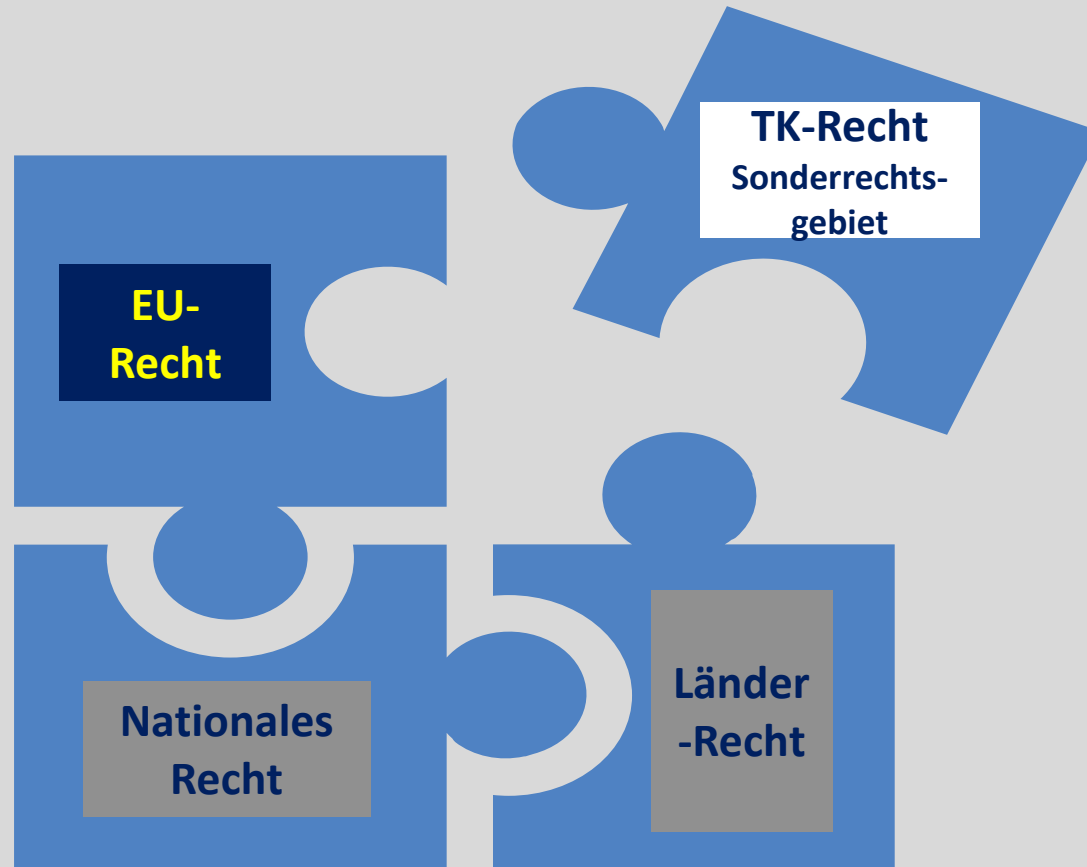 TK-Recht
Sonderrechts-
gebiet
EU-
Recht
Nationales
Recht
Länder
-Recht